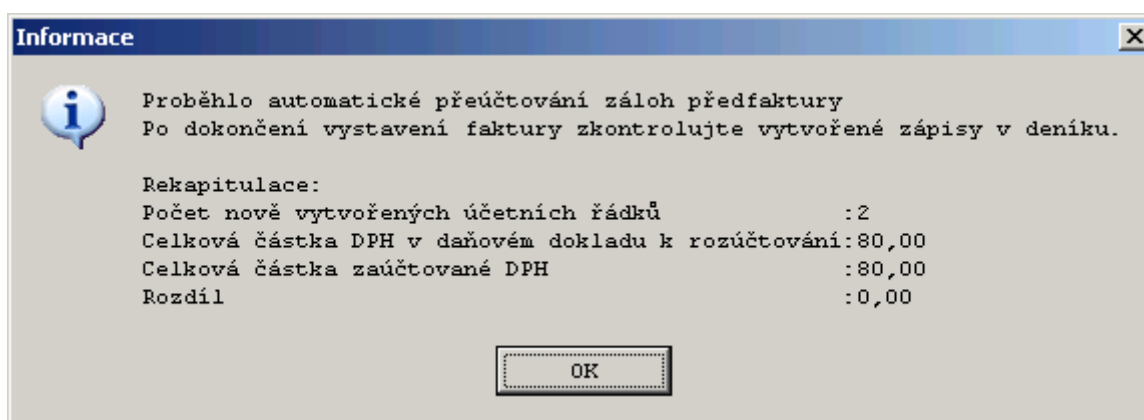 Informace
Proběhlo automatické přeúčtování záloh předfaktury
Po dokončení vystavení faktury zkontrolujte vytvořené zápisy v deníku.
Rekapitulace:
Počet nově vytvořených účetních řádků :2
Celková částka DPH v daňovém dokladu k rozúčtování:80,00
Celková částka zaúčtované DPH :80,00
Rozdíl :0,00
OK